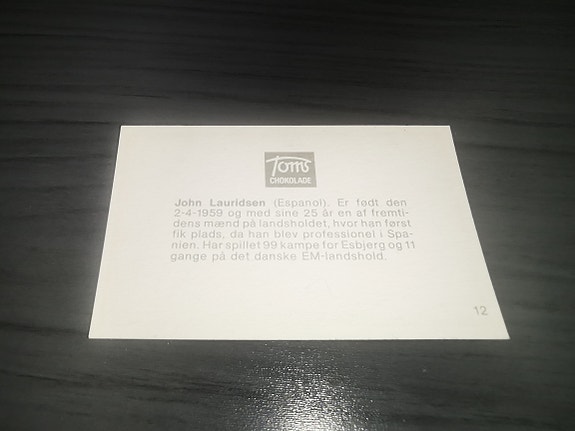 Toms
CHOKOLADE
John Lauridsen (Espanol). Er født den
2-4-1959 og med sine 25 år en af fremti-
dens mænd på landsholdet, hvor han først
fik plads, da han blev professionel i Spa-
nien. Har spillet 99 kampe for Esbjerg og 11
gange på det danske EM-landshold.
12